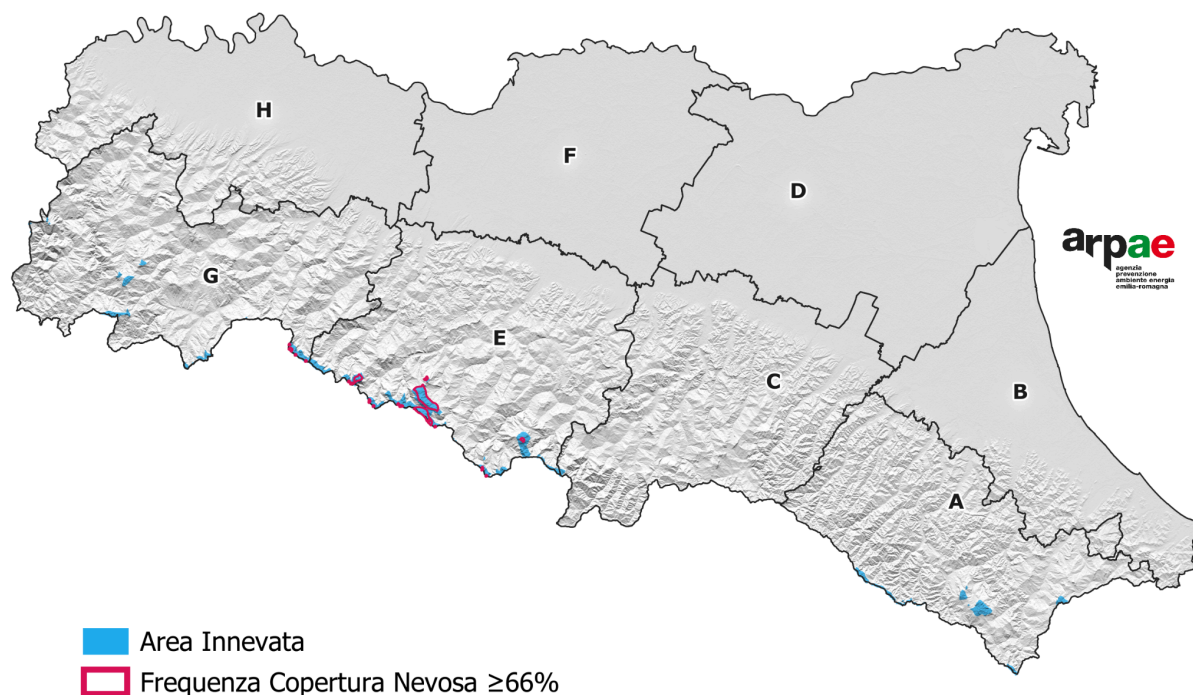 H
F
D
arpae
agenzia
prevenzione
ambiente energia
emilia-romagna
G
E
C
B
A
Area Innevata
Frequenza Copertura Nevosa ≥66%